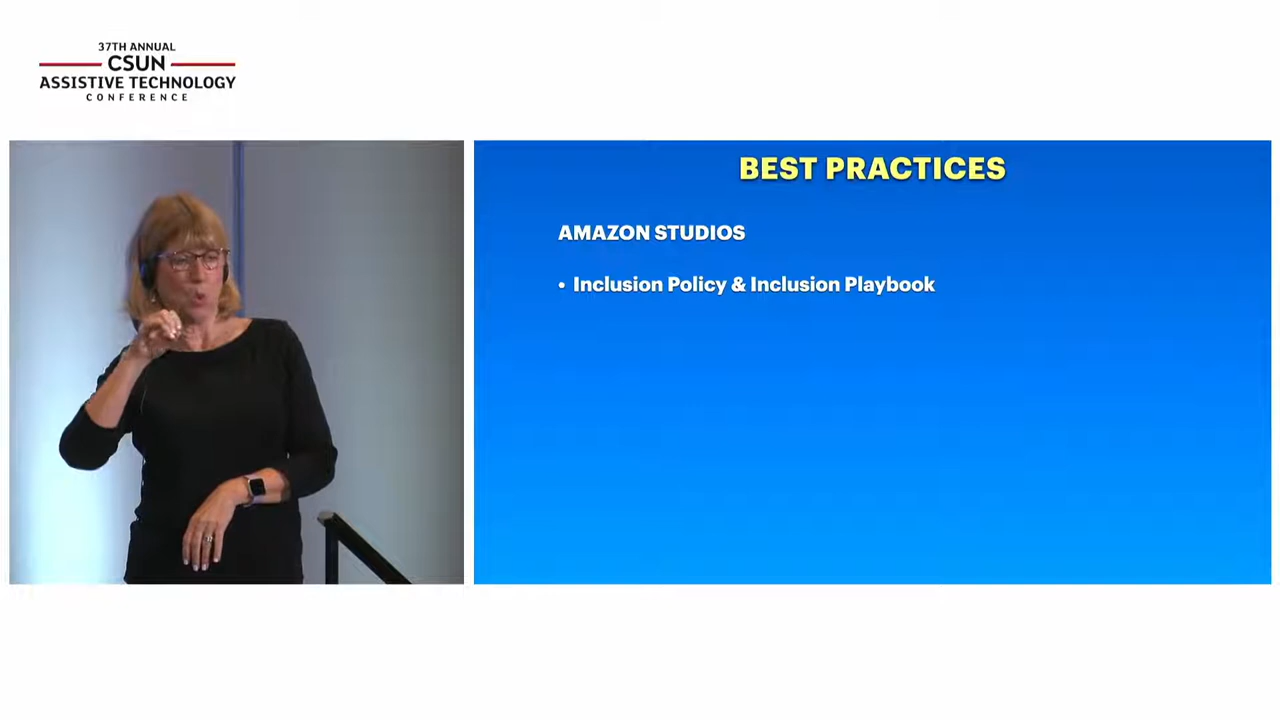 37TH ANNUAL
CSUN
ASSISTIVE TECHNOLOGY
CONFERENCE
BEST PRACTICES
AMAZON STUDIOS
• Inclusion Policy & Inclusion Playbook